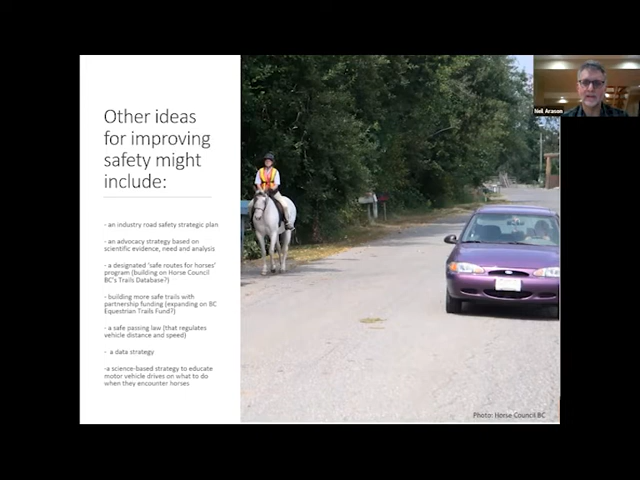 Other ideas
for improving
safety might
include:
- an industry road safety strategic plan
- an advocacy strategy based on
scientific evidence, need and analysis
- a designated 'safe routes for horses'
program (building on Horse Council
BC's Trails Database?)
- building more safe trails with
partnership funding (expanding on BC
Equestrian Trails Fund?)
- a safe passing law (that regulates
vehicle distance and speed)
- a data strategy
-a science-based strategy to educate
motor vehicle drives on what to do
when they encounter horses
Neil Arason
Photo: Horse Council BC